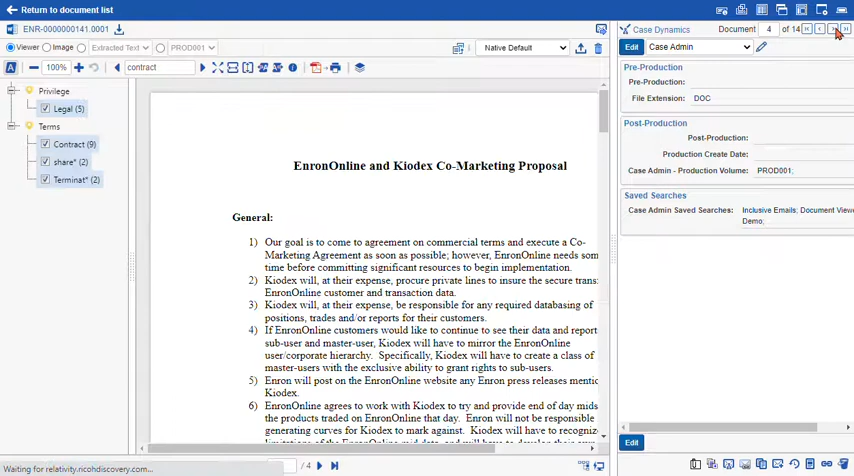 Return to document list
ENR-0000000141.0001
Viewer Image Extracted Text PROD001
Native Default
100%
contract
Privilege
Legal (5)
Terms
Contract (9)
share* (2)
Terminat* (2)
EnronOnline and Kiodex Co-Marketing Proposal
General:
1) Our goal is to come to agreement on commercial terms and execute a Co-
Marketing Agreement as soon as possible; however, EnronOnline needs som
time before committing significant resources to begin implementation.
2) Kiodex will, at their expense, procure private lines to insure the secure trans
EnronOnline customer and transaction data.
3) Kiodex will, at their expense, be responsible for any required databasing of
positions, trades and/or reports for their customers.
4) If EnronOnline customers would like to continue to see their data and report
sub-user and master-user, Kiodex will have to mirror the EnronOnline
user/corporate hierarchy. Specifically, Kiodex will have to create a class of
master-users with the exclusive ability to grant rights to sub-users.
5) Enron will post on the EnronOnline website any Enron press releases mentic
Kiodex.
6) EnronOnline agrees to work with Kiodex to try and provide end of day mids
the products traded on EnronOnline that day. Enron will not be responsible
generating curves for Kiodex to mark against. Kiodex will have to recogniz
Waiting for relativity.ricohdiscovery.com...
/ 4
Case Dynamics Document 4 of 14
Edit Case Admin
Pre-Production
Pre-Production:
File Extension: DOC
Post-Production
Post-Production:
Production Create Date:
Case Admin - Production Volume: PROD001;
Saved Searches
Case Admin Saved Searches: Inclusive Emails; Document View
Demo;
Edit